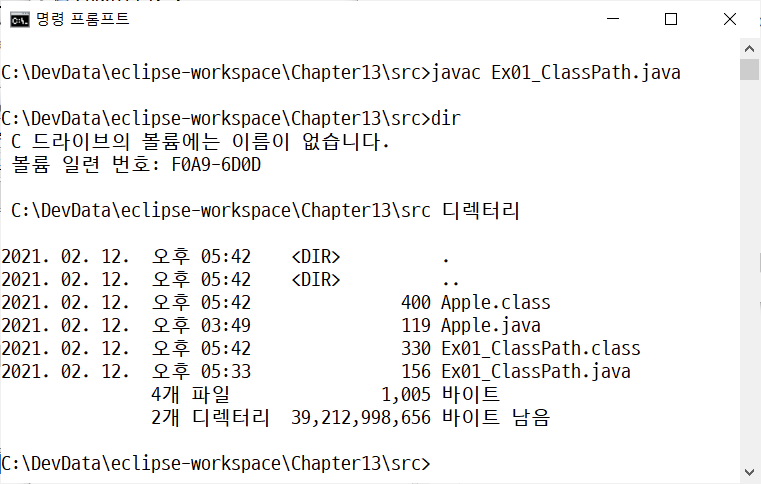 명령 프롬프트
C:\DevData\eclipse-workspace\Chapter13\src>javac Ex01_ClassPath.java
C:\DevData\eclipse-workspace\Chapter13\src>dir
C 드라이브의 볼륨에는 이름이 없습니다.
볼륨 일련 번호: F0A9-6D0D
C:\DevData\eclipse-workspace\Chapter13\src 디렉터리
2021. 02. 12. 오후 05:42 <DIR> .
2021. 02. 12. 오후 05:42 <DIR> ..
2021. 02. 12. 오후 05:42 400 Apple.class
2021. 02. 12. 오후 03:49 119 Apple.java
2021. 02. 12. 오후 05:42 330 Ex01_ClassPath.class
2021. 02. 12. 오후 05:33 156 Ex01_ClassPath.java
4개 파일 1,005 바이트
2개 디렉터리 39,212,998,656 바이트 남음
C:\DevData\eclipse-workspace\Chapter13\src>